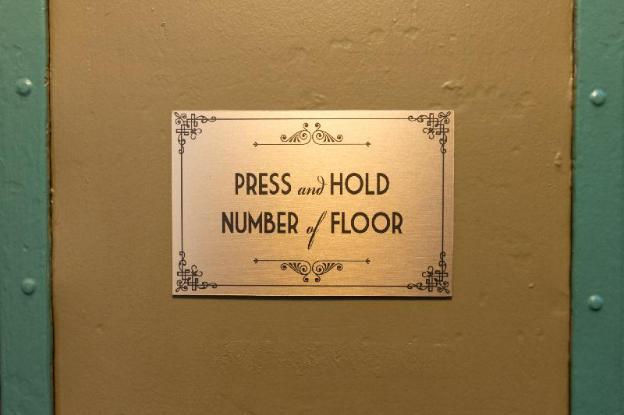 PRESS and HOLD
NUMBER of FLOOR